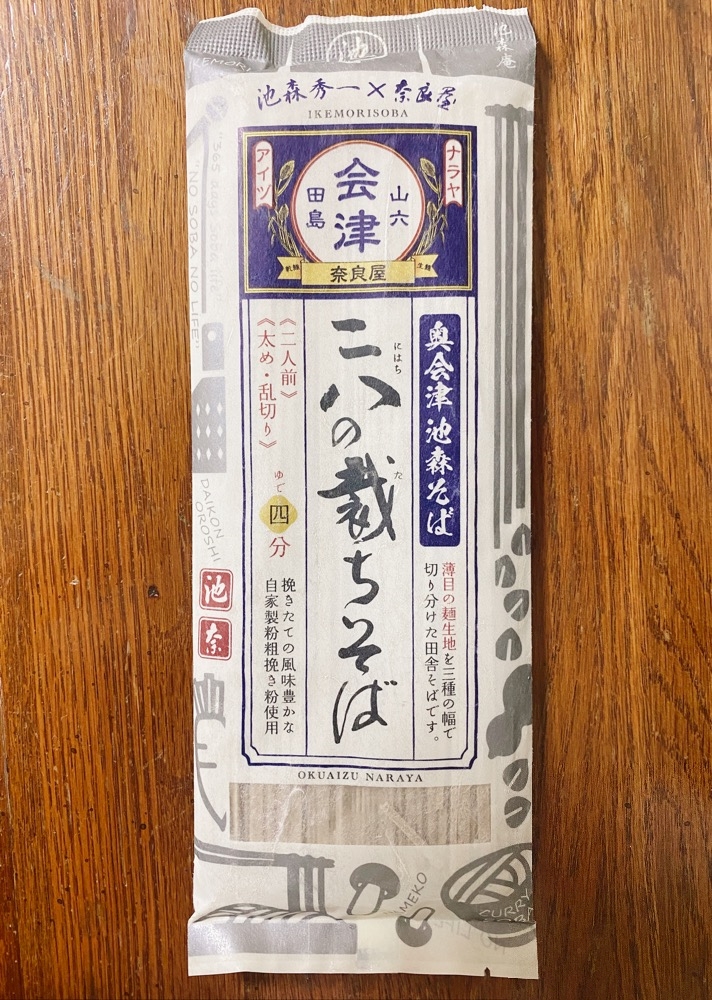 池
池森庵
池森秀一×奈良屋
IKEMORISOBA
ナラヤ
アイヅ
会津
山六
田島
奈良屋
乾麺
生麺
奥会津池森そば
薄目の麺生地を三種の幅で
切り分けた田舎そばです。
二八の裁ちそば
にはち
た
《二人前》
《太め・乱切り》
ゆで
四分
挽きたての風味豊かな
自家製粉粗挽き粉使用
"NO SOBA NO LIFE"
DAIKON
OROSHI
池
奈
OKUAIZU NARAYA